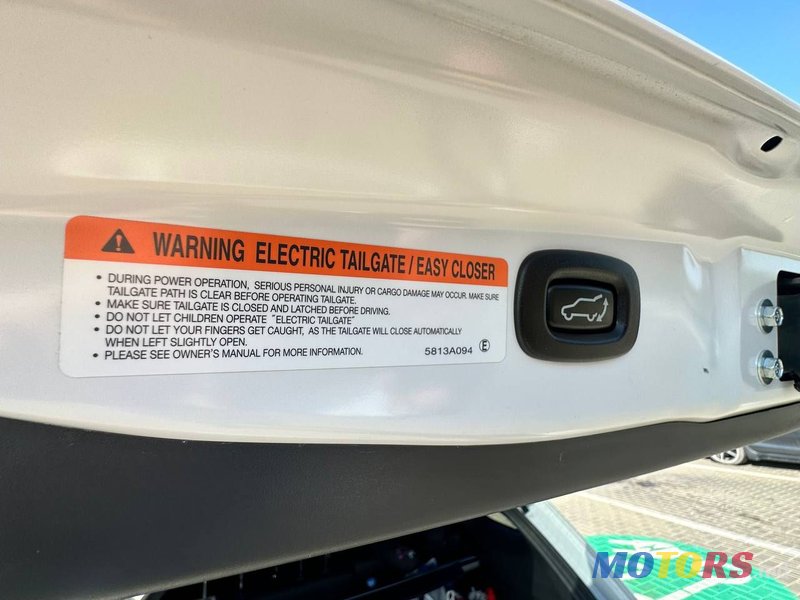 WARNING ELECTRIC TAILGATE / EASY CLOSER
• DURING POWER OPERATION, SERIOUS PERSONAL INJURY OR CARGO DAMAGE MAY OCCUR. MAKE SURE
TAILGATE PATH IS CLEAR BEFORE OPERATING TAILGATE.
• MAKE SURE TAILGATE IS CLOSED AND LATCHED BEFORE DRIVING.
• DO NOT LET CHILDREN OPERATE "ELECTRIC TAILGATE"
• DO NOT LET YOUR FINGERS GET CAUGHT, AS THE TAILGATE WILL CLOSE AUTOMATICALLY
WHEN LEFT SLIGHTLY OPEN.
• PLEASE SEE OWNER'S MANUAL FOR MORE INFORMATION. 5813A094 Ⓔ
MOTORS